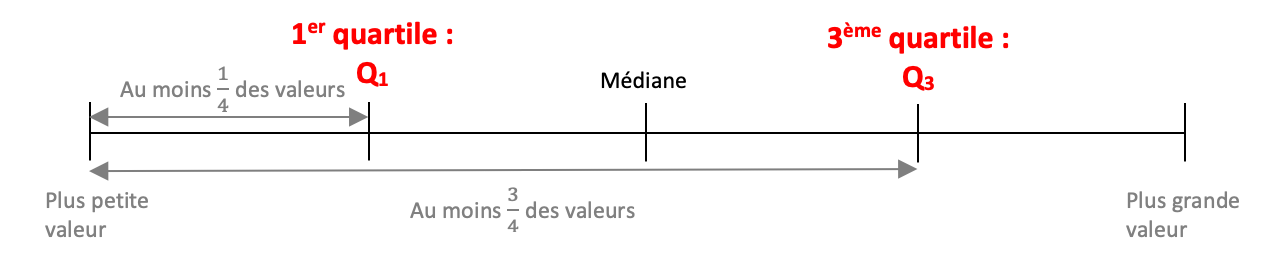 1er quartile :
Q1
3ème quartile :
Q3
Médiane
Au moins 1/4 des valeurs
Plus petite
valeur
Au moins 3/4 des valeurs
Plus grande
valeur